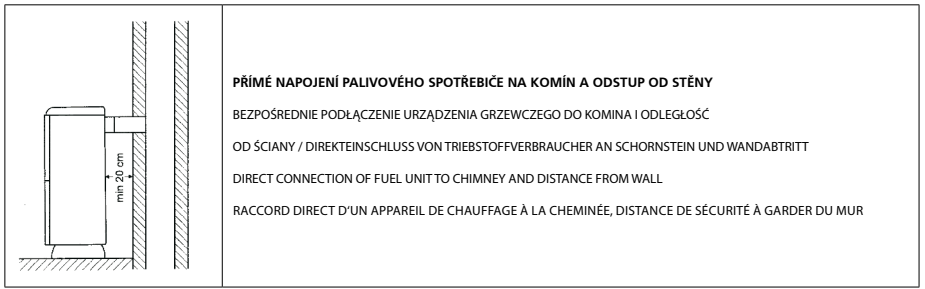 min 20 cm
PŘÍMÉ NAPOJENÍ PALIVOVÉHO SPOTŘEBIČE NA KOMÍN A ODSTUP OD STĚNY
BEZPOŚREDNIE PODŁĄCZENIE URZĄDZENIA GRZEWCZEGO DO KOMINA I ODLEGŁOŚĆ
OD ŚCIANY / DIREKTEINSCHLUSS VON TRIEBSTOFFVERBRAUCHER AN SCHORNSTEIN UND WANDABTRITT
DIRECT CONNECTION OF FUEL UNIT TO CHIMNEY AND DISTANCE FROM WALL
RACCORD DIRECT D‘UN APPAREIL DE CHAUFFAGE À LA CHEMINÉE, DISTANCE DE SÉCURITÉ À GARDER DU MUR